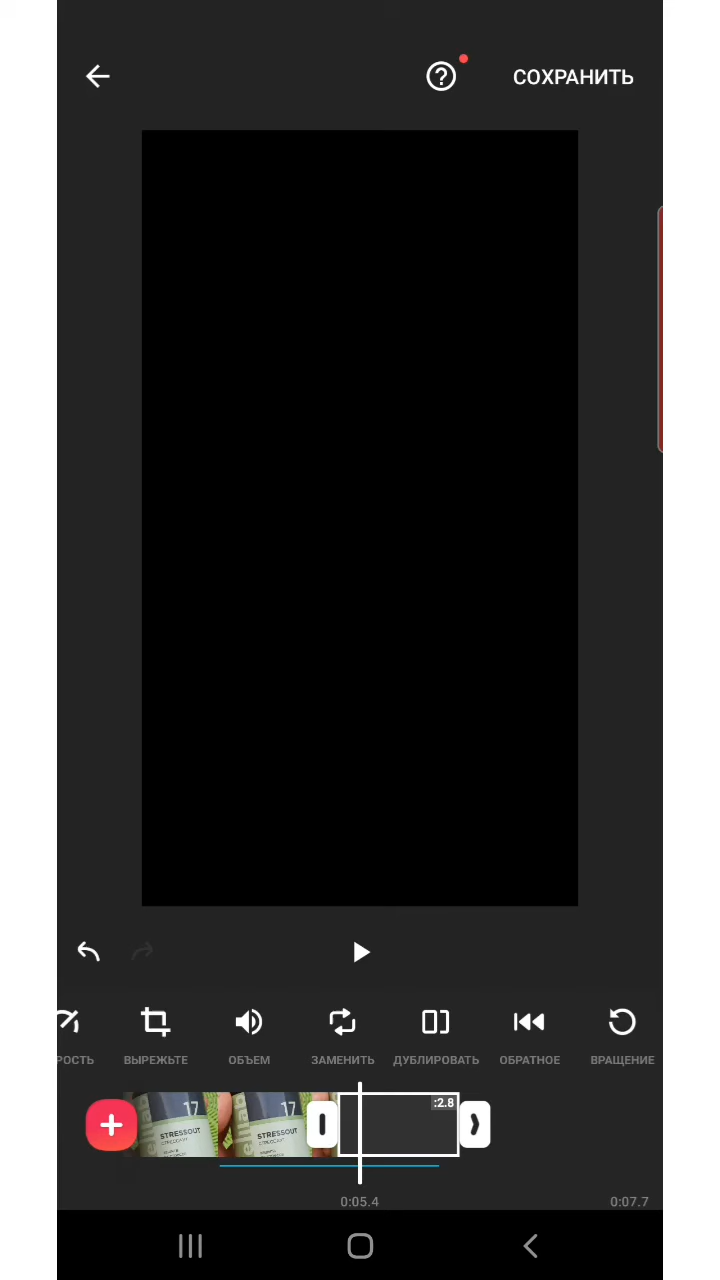 СОХРАНИТЬ
РОСТЬ ВЫРЕЖЬТЕ ОБЪЕМ ЗАМЕНИТЬ ДУБЛИРОВАТЬ ОБРАТНОЕ ВРАЩЕНИЕ
:2.8
17 17
STRESSOUT STRESSOUT
0:05.4 0:07.7